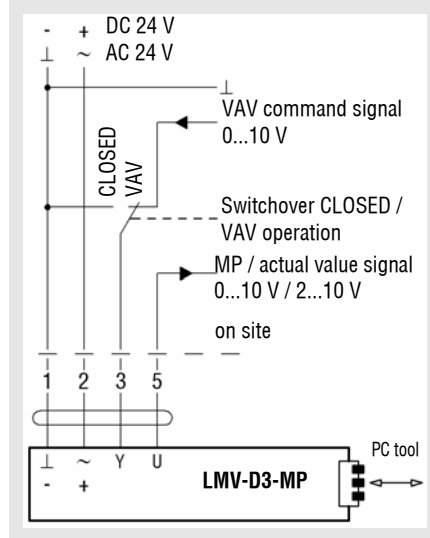 - + DC 24 V
⊥ ~ AC 24 V
⊥
VAV command signal
0...10 V
CLOSED
VAV
Switchover CLOSED /
VAV operation
MP / actual value signal
0...10 V / 2...10 V
on site
1 2 3 5
⊥ ~ Y U
- +
LMV-D3-MP
PC tool